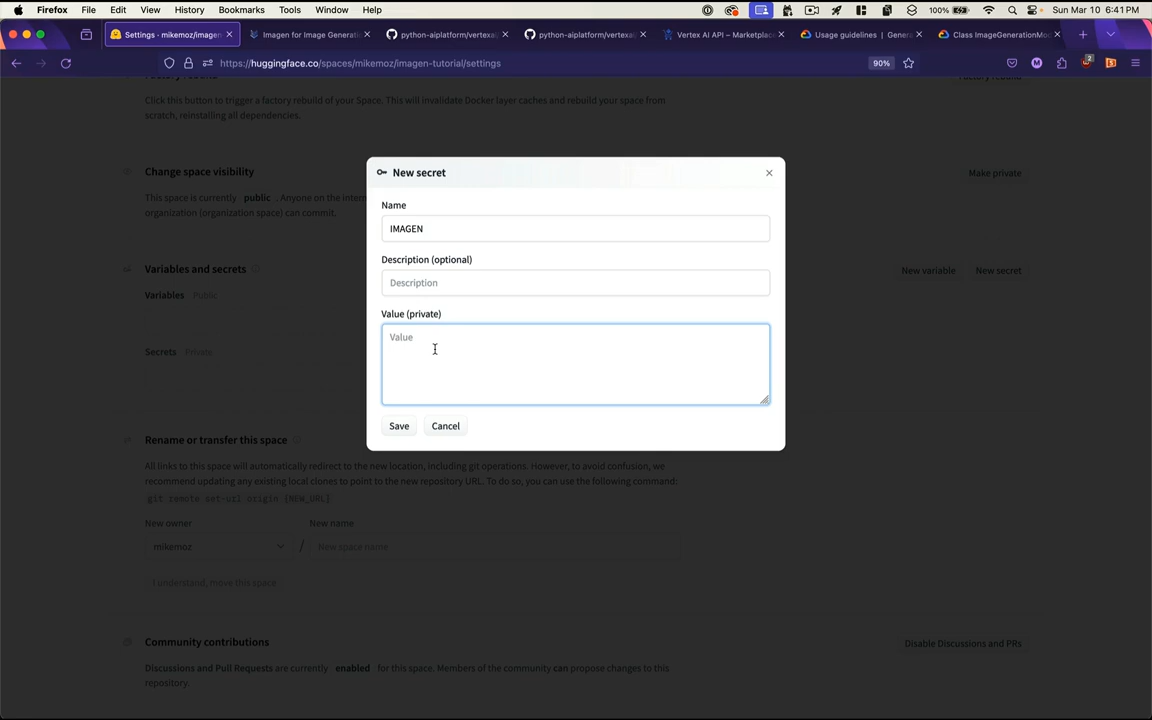 Firefox File Edit View History Bookmarks Tools Window Help 100% Sun Mar 10 6:41 PM
Settings - mikemoz/imagen Imagen for Image Generati python-aiplatform/vertexai python-aiplatform/vertexai Vertex AI API – Marketplace Usage guidelines | Genera Class ImageGenerationMod
https://huggingface.co/spaces/mikemoz/imagen-tutorial/settings 90% M 2
Factory rebuild
Click this button to trigger a factory rebuild of your Space. This will invalidate Docker layer caches and rebuild your space from
scratch, reinstalling all dependencies.
Change space visibility Make private
This space is currently public . Anyone on the intern
organization (organization space) can commit.
Variables and secrets New variable New secret
Variables Public
Secrets Private
New secret
Name
IMAGEN
Description (optional)
Description
Value (private)
Value
Save Cancel
Rename or transfer this space
All links to this space will automatically redirect to the new location, including git operations. However, to avoid confusion, we
recommend updating any existing local clones to point to the new repository URL. To do so, you can use the following command:
git remote set-url origin {NEW_URL}
New owner New name
mikemoz / New space name
I understand, move this space
Community contributions Disable Discussions and PRs
Discussions and Pull Requests are currently enabled for this space. Members of the community can propose changes to this
repository.